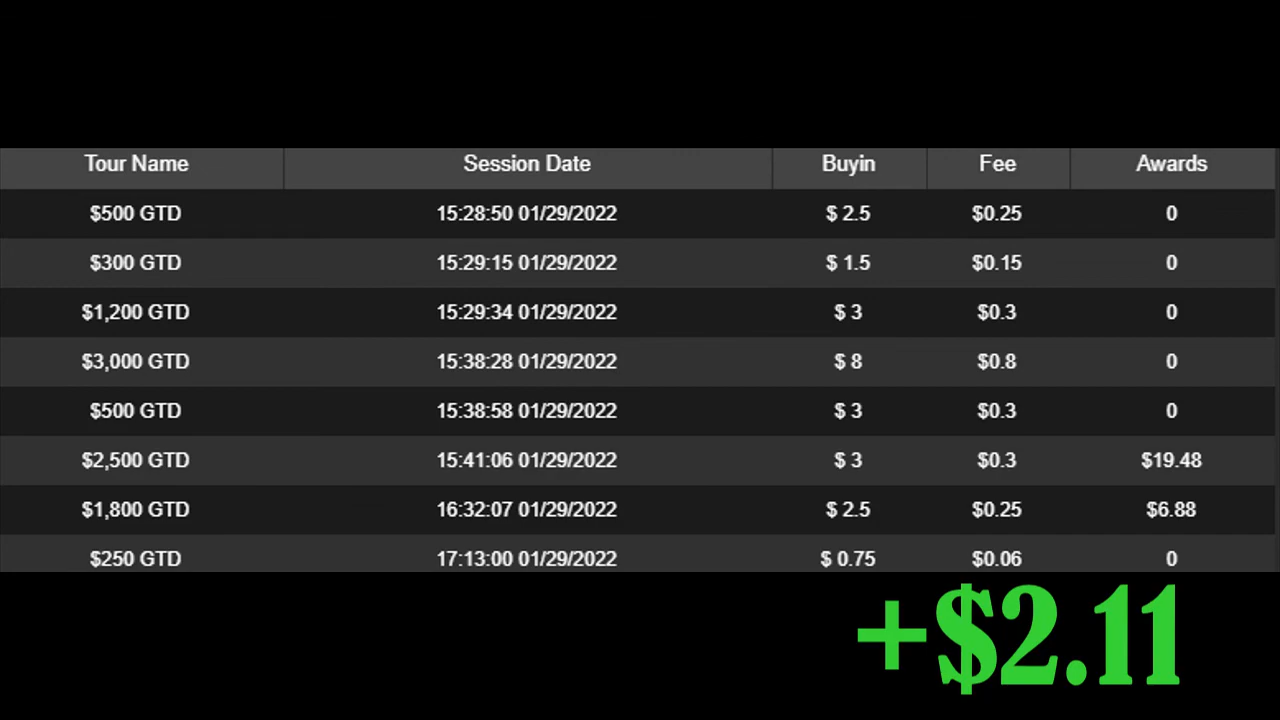 Tour Name Session Date Buyin Fee Awards
$500 GTD 15:28:50 01/29/2022 $ 2.5 $0.25 0
$300 GTD 15:29:15 01/29/2022 $ 1.5 $0.15 0
$1,200 GTD 15:29:34 01/29/2022 $ 3 $0.3 0
$3,000 GTD 15:38:28 01/29/2022 $ 8 $0.8 0
$500 GTD 15:38:58 01/29/2022 $ 3 $0.3 0
$2,500 GTD 15:41:06 01/29/2022 $ 3 $0.3 $19.48
$1,800 GTD 16:32:07 01/29/2022 $ 2.5 $0.25 $6.88
$250 GTD 17:13:00 01/29/2022 $ 0.75 $0.06 0
+$2.11